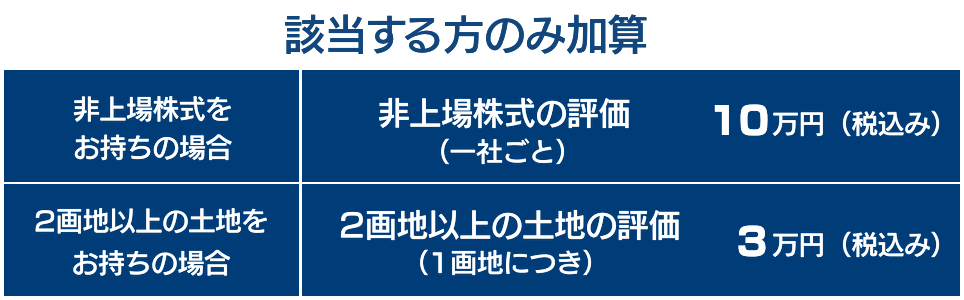 該当する方のみ加算
非上場株式を
お持ちの場合
非上場株式の評価
（一社ごと）
10万円（税込み）
2画地以上の土地を
お持ちの場合
2画地以上の土地の評価
（1画地につき）
3万円（税込み）